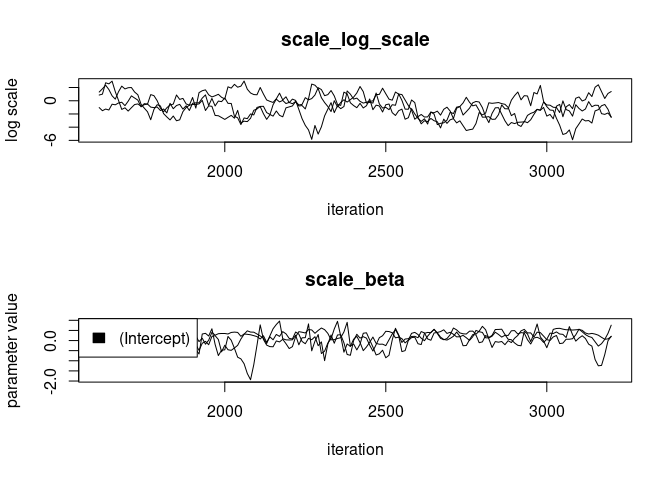 scale_log_scale
log scale
0
-6
2000 2500 3000
iteration
scale_beta
parameter value
0.0
-2.0
(Intercept)
2000 2500 3000
iteration